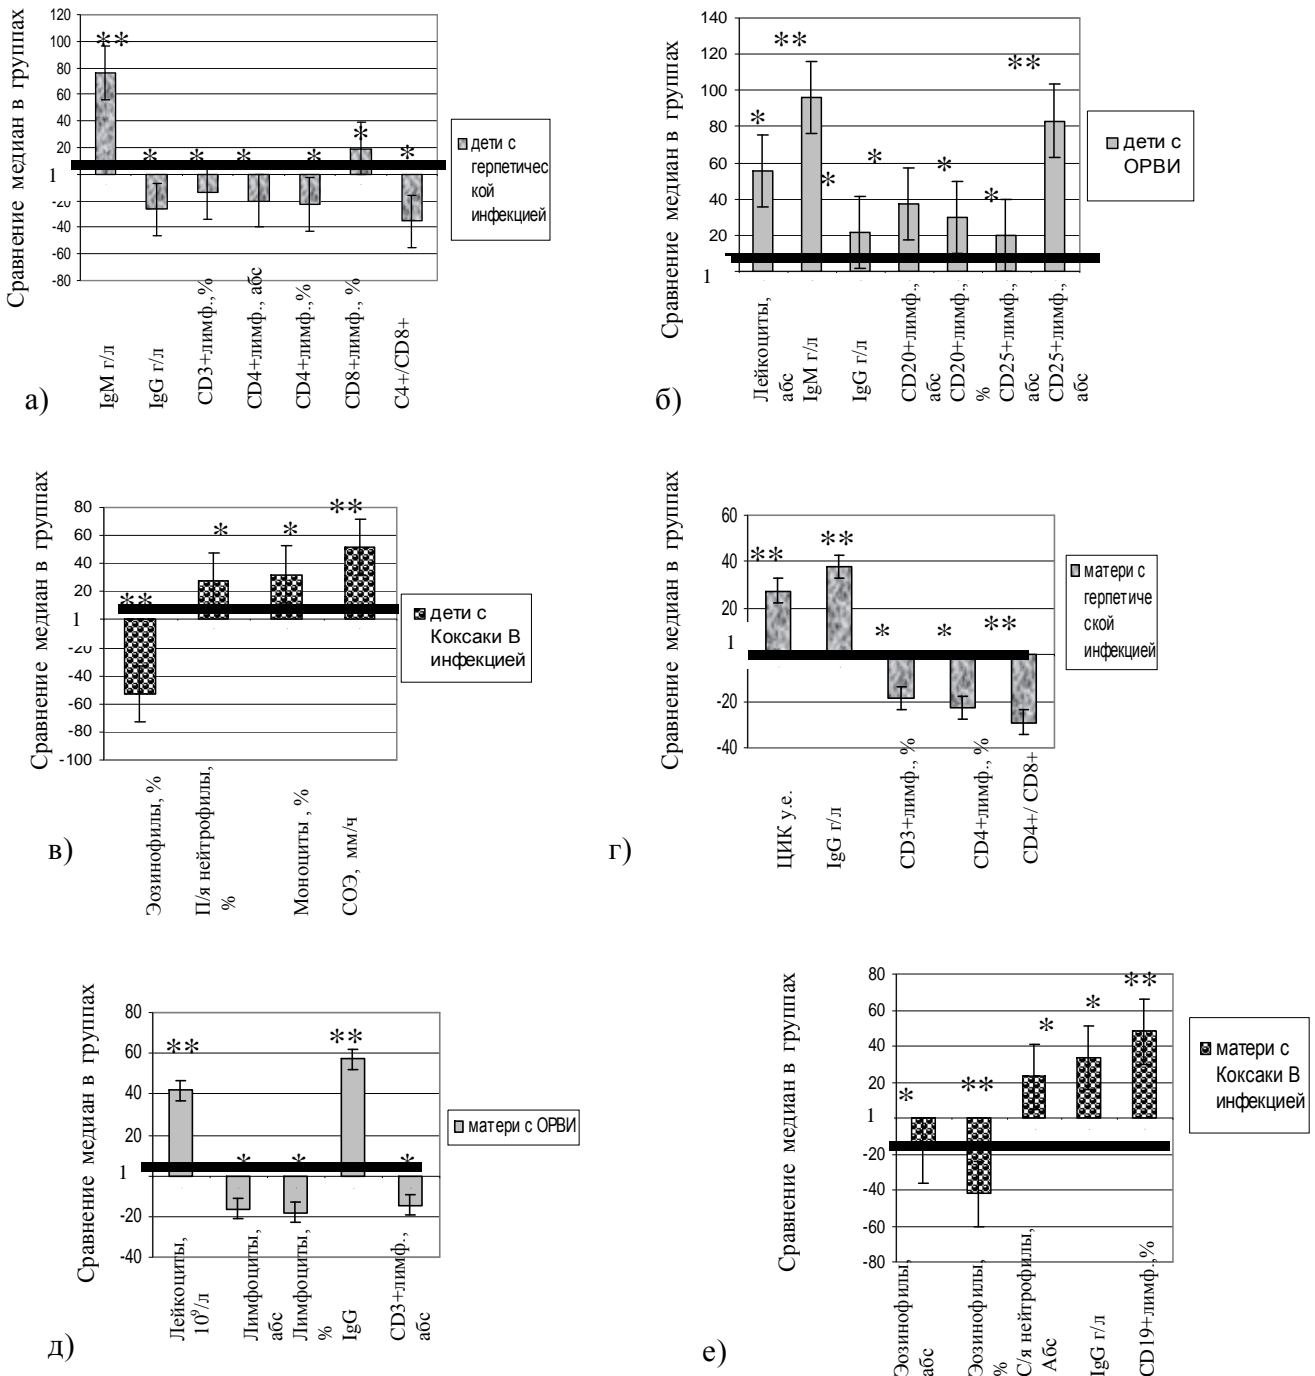 Сравнение медиан в группах
120
100
80
60
40
20
1
-20
-40
-60
-80
**
*
*
*
*
*
*
дети с
герпетичес
кой
инфекцией
IgM г/л
IgG г/л
CD3+лимф.,%
CD4+лимф., абс
CD4+лимф.,%
CD8+лимф., %
C4+/CD8+
а)
Сравнение медиан в группах
140
120
100
80
60
40
20
1
*
**
*
*
*
*
**
дети с
ОРВИ
Лейкоциты,
абс
IgM г/л
IgG г/л
CD20+лимф.,
абс
CD20+лимф.,
%
CD25+лимф.,
абс
CD25+лимф.,
абс
б)
Сравнение медиан в группах
80
60
40
20
1
-20
-40
-60
-80
-100
**
*
*
**
дети с
Коксаки В
инфекцией
Эозинофилы, %
П/я нейтрофилы,
%
Моноциты , %
СОЭ, мм/ч
в)
Сравнение медиан в группах
60
40
20
1
-20
-40
**
**
*
*
**
матери с
герпетиче
ской
инфекцией
ЦИК у.е.
IgG г/л
CD3+лимф., %
CD4+лимф., %
CD4+/ CD8+
г)
Сравнение медиан в группах
80
60
40
20
1
-20
-40
**
*
*
**
*
матери с ОРВИ
Лейкоциты,
10⁹/л
Лимфоциты,
абс
Лимфоциты,
%
IgG
CD3+лимф.,
абс
д)
Сравнение медиан в группах
80
60
40
20
1
-20
-40
-60
-80
*
**
*
*
**
матери с
Коксаки В
инфекцией
Эозинофилы,
абс
Эозинофилы,
%
С/я нейтрофилы,
Абс
IgG г/л
CD19+лимф.,%
е)